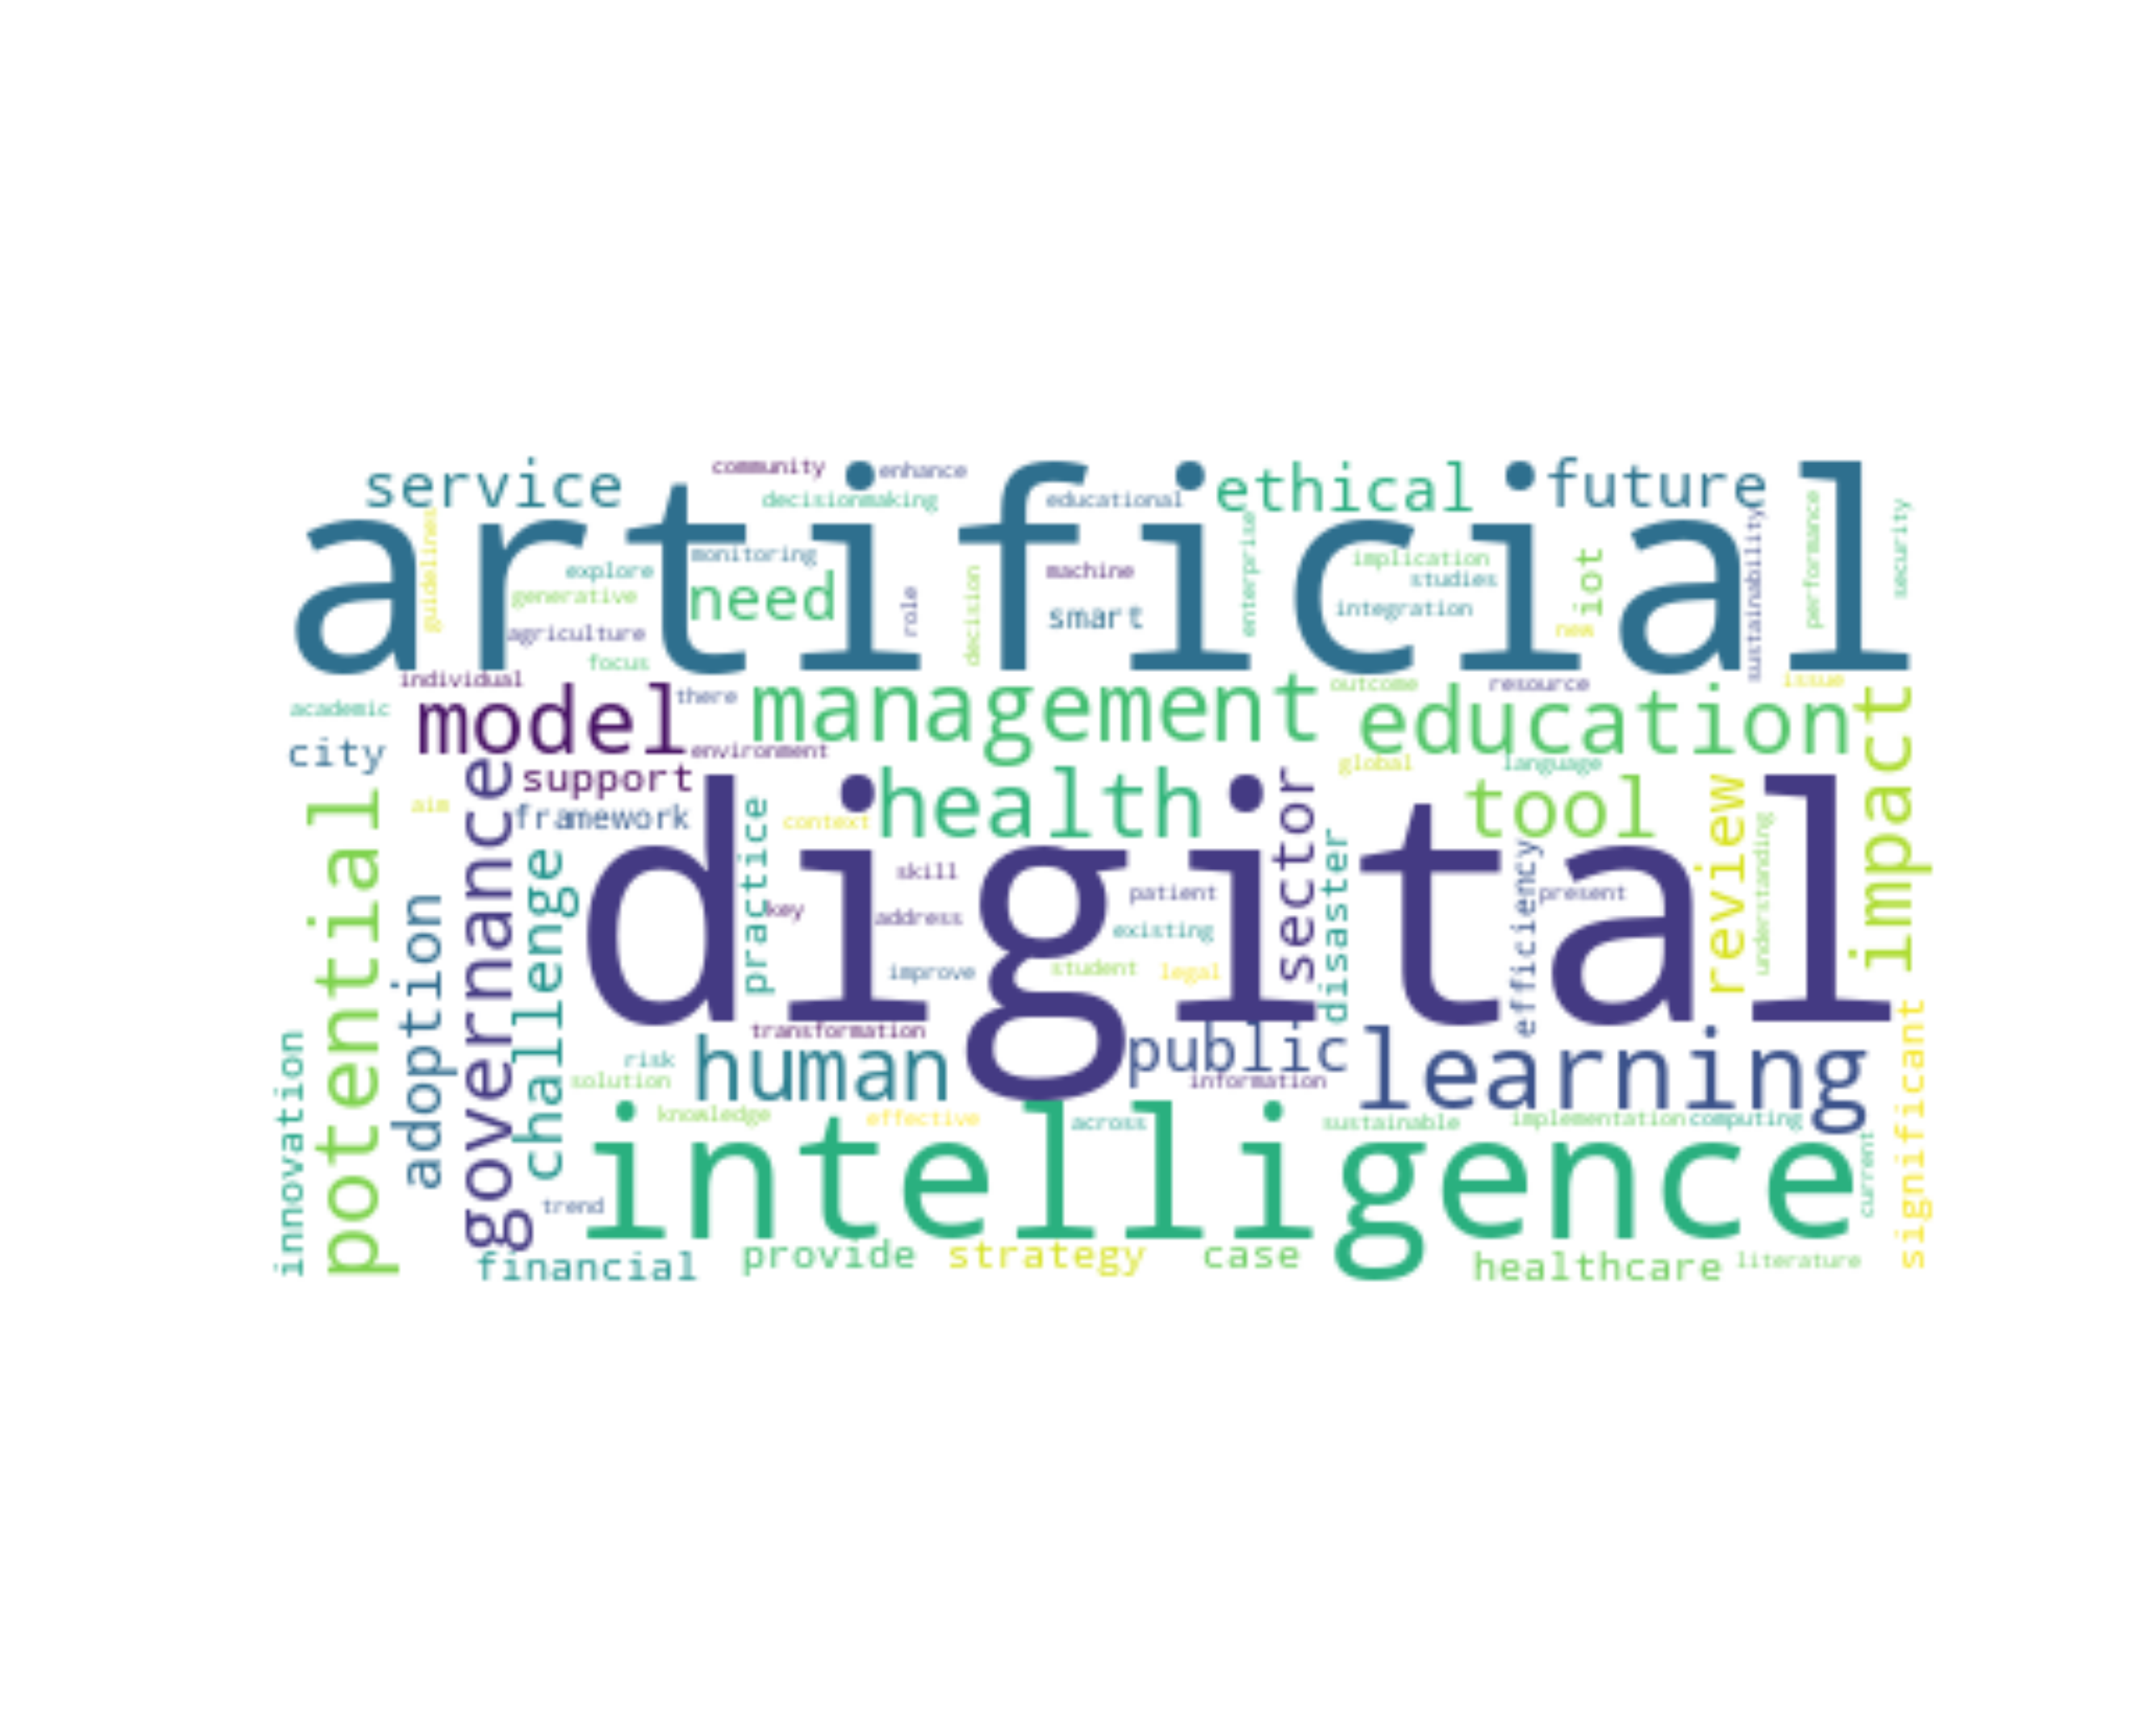 community
enhance
service
ethical
future
decisionmaking
educational
artificial
guidelines
monitoring
explore
generative
need
agriculture
focus
role
decision
machine
smart
enterprise
implication
studies
integration
iot
new
sustainability
performance
security
individual
academic
model
there
management
outcome
resource
issue
education
impact
city
environment
support
global
language
aim
framework
context
health
sector
tool
review
understanding
potential
adoption
governance
challenge
practice
digital
key
skill
address
improve
patient
existing
student
legal
disaster
efficiency
present
transformation
innovation
risk
solution
human
public
information
learning
significant
knowledge
effective
across
sustainable
implementation
computing
current
intelligence
trend
financial
provide
strategy
case
healthcare
literature